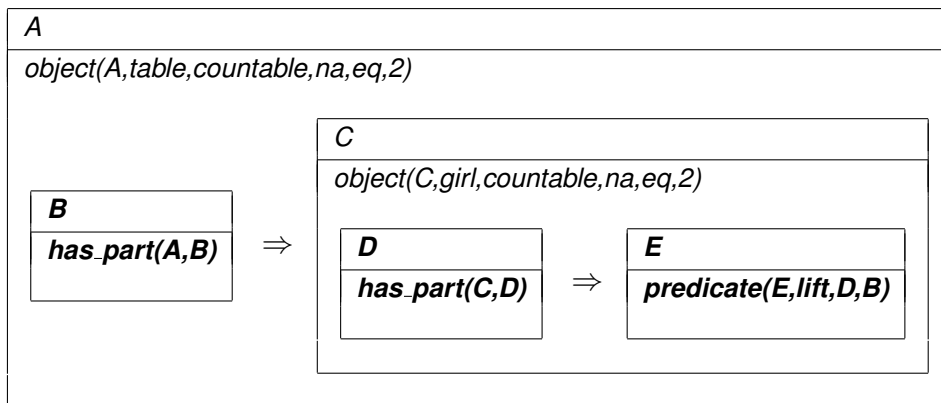 A
object(A,table,countable,na,eq,2)
C
object(C,girl,countable,na,eq,2)
B
has_part(A,B)
⇒
D
has_part(C,D)
⇒
E
predicate(E,lift,D,B)